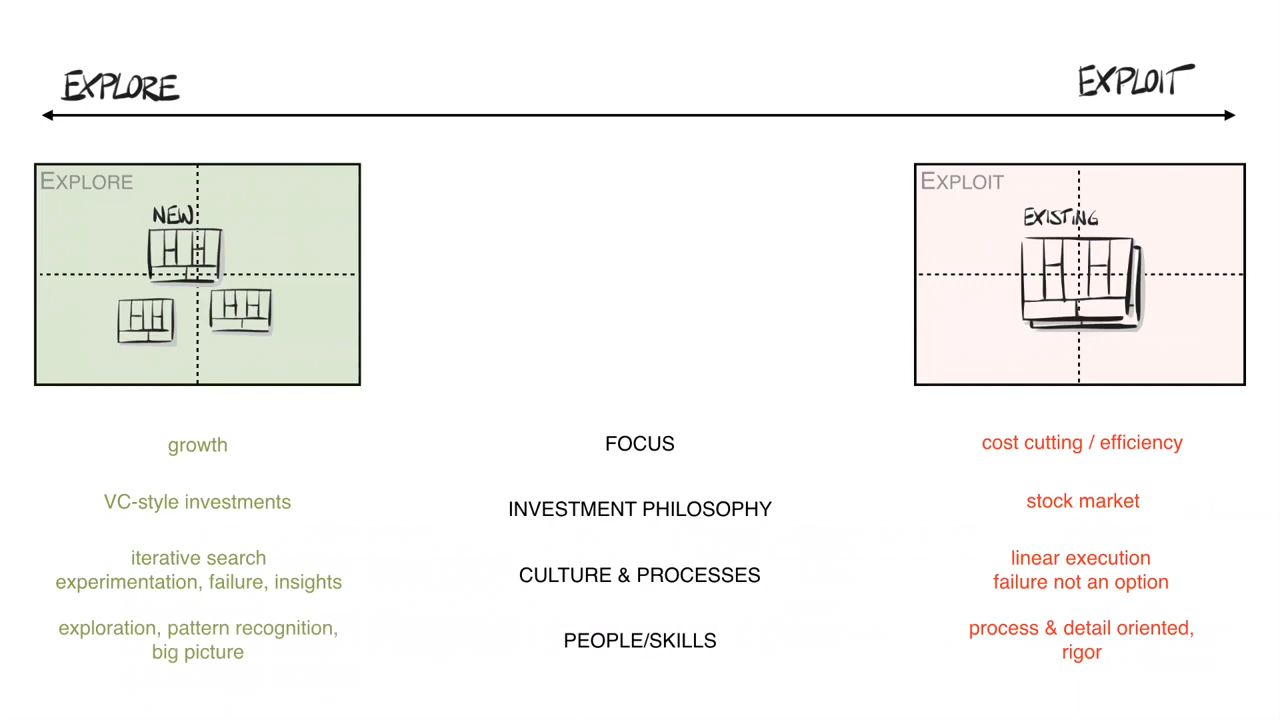 EXPLORE
EXPLOIT
EXPLORE
NEW
EXPLOIT
EXISTING
growth
FOCUS
cost cutting / efficiency
VC-style investments
INVESTMENT PHILOSOPHY
stock market
iterative search
experimentation, failure, insights
CULTURE & PROCESSES
linear execution
failure not an option
exploration, pattern recognition,
big picture
PEOPLE/SKILLS
process & detail oriented,
rigor